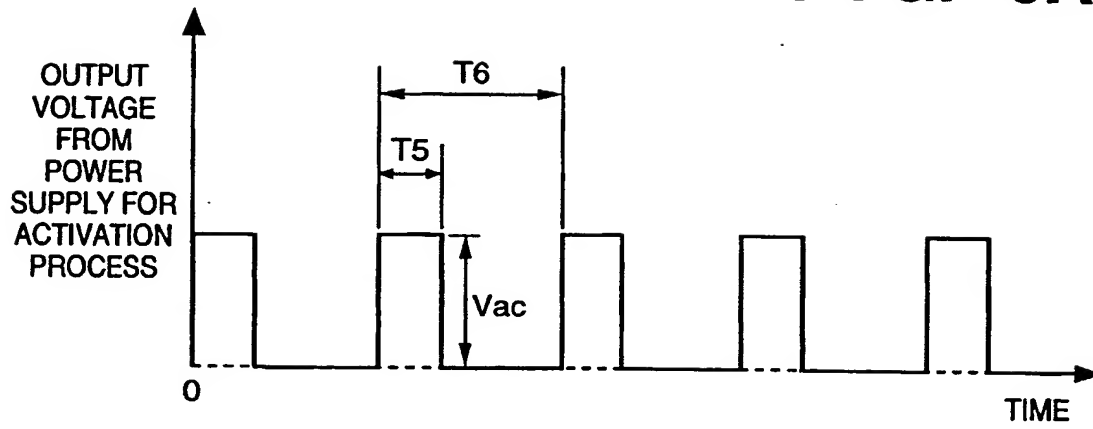 OUTPUT
VOLTAGE
FROM
POWER
SUPPLY FOR
ACTIVATION
PROCESS
T6
T5
Vac
0
TIME